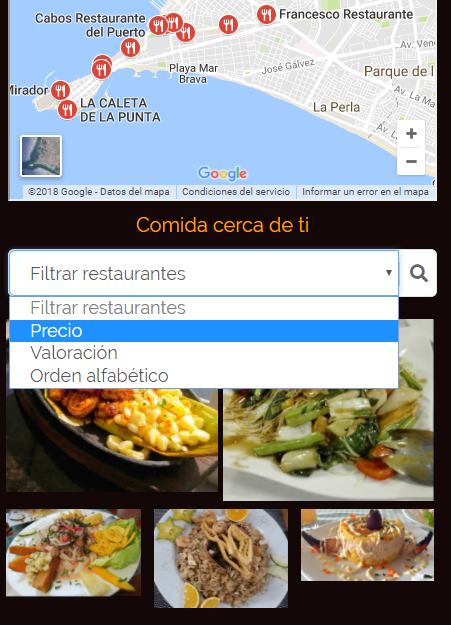 Cabos Restaurante
del Puerto
Francesco Restaurante
Av. Vene
José Gálvez
Playa Mar
Brava
Parque de l
Mirador
LA CALETA
DE LA PUNTA
La Perla
Av. La Ma
+
−
Google
©2018 Google - Datos del mapa
Condiciones del servicio
Informar un error en el mapa
Comida cerca de ti
Filtrar restaurantes
Filtrar restaurantes
Precio
Valoración
Orden alfabético